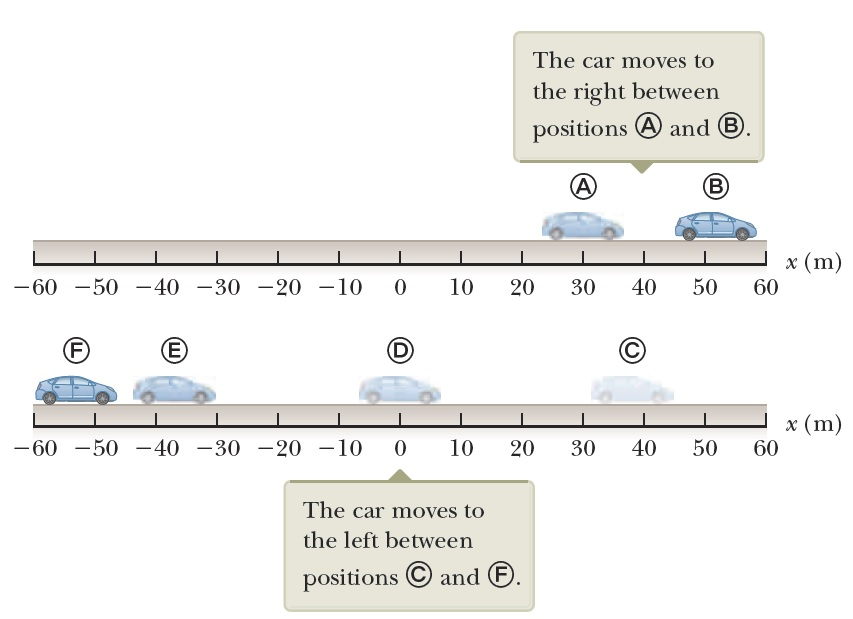 The car moves to
the right between
positions Ⓐ and Ⓑ.
Ⓐ Ⓑ
x (m)
−60 −50 −40 −30 −20 −10 0 10 20 30 40 50 60
Ⓕ Ⓔ Ⓓ Ⓒ
x (m)
−60 −50 −40 −30 −20 −10 0 10 20 30 40 50 60
The car moves to
the left between
positions Ⓒ and Ⓕ.